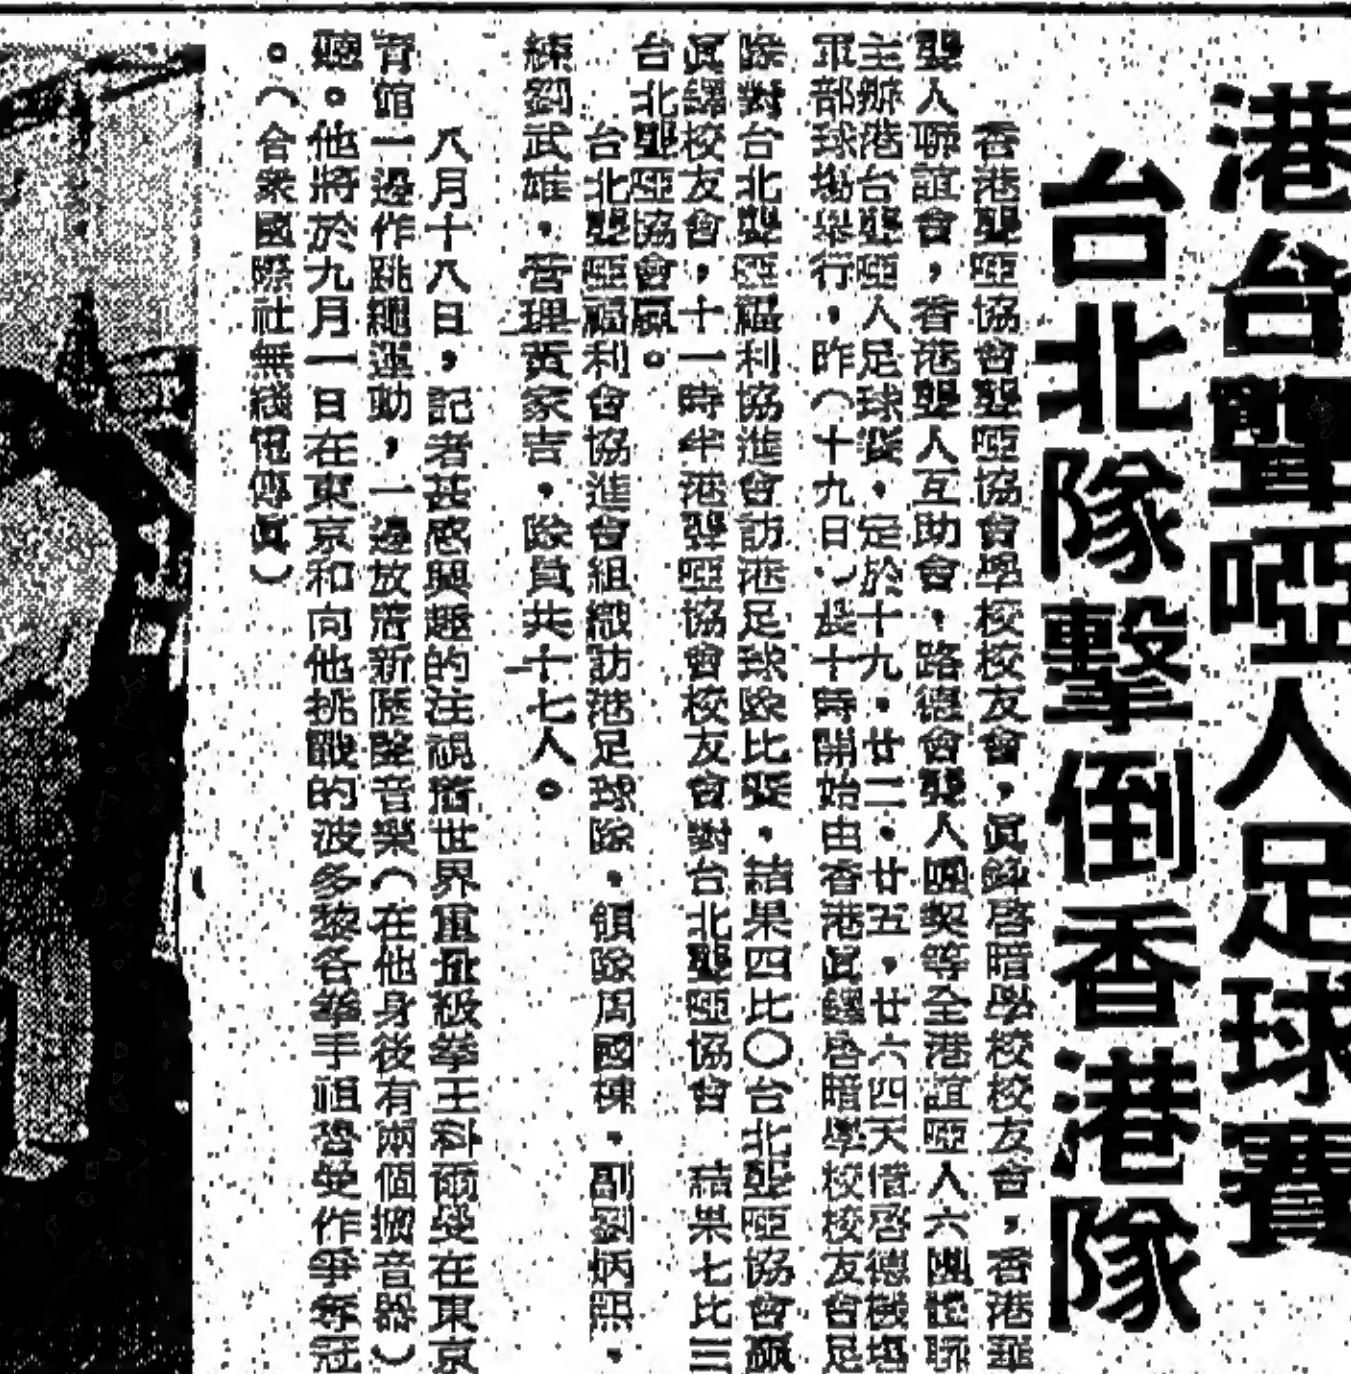 港台聾啞人足球賽
台北隊擊倒香港隊
香港聾啞協會聾啞協會學校校友會,真鐸啓喑學校校友會,香港華
聾人聯誼會,香港聾人互助會,路德會聾人團契等全港聾啞人六團體聯
主辦港台聾啞人足球賽,定於十九·廿二·廿五,廿六四天借啓德機場
軍部球場舉行,昨(十九日)晨十時開始由香港真鐸啓喑學校校友會足
隊對台北聾啞福利協進會訪港足球隊比賽,結果四比〇台北聾啞協會贏
真鐸校友會,十一時半港聾啞協會校友會對台北聾啞協會 結果七比三
台北聾啞協會贏。
台北聾啞福利會協進會組織訪港足球隊,領隊周國棟,副劉炳照,
練劉武雄,管理黃家吉,隊員共十七人。
八月十八日,記者甚感興趣的注視着世界重量級拳王科爾曼在東京
育館一邊作跳繩運動,一邊放着新歷聖音樂(在他身後有兩個擴音器)
聽。他將於九月一日在東京和向他挑戰的波多黎各拳手祖魯曼作爭奪冠
。(合衆國際社無綫電傳真)